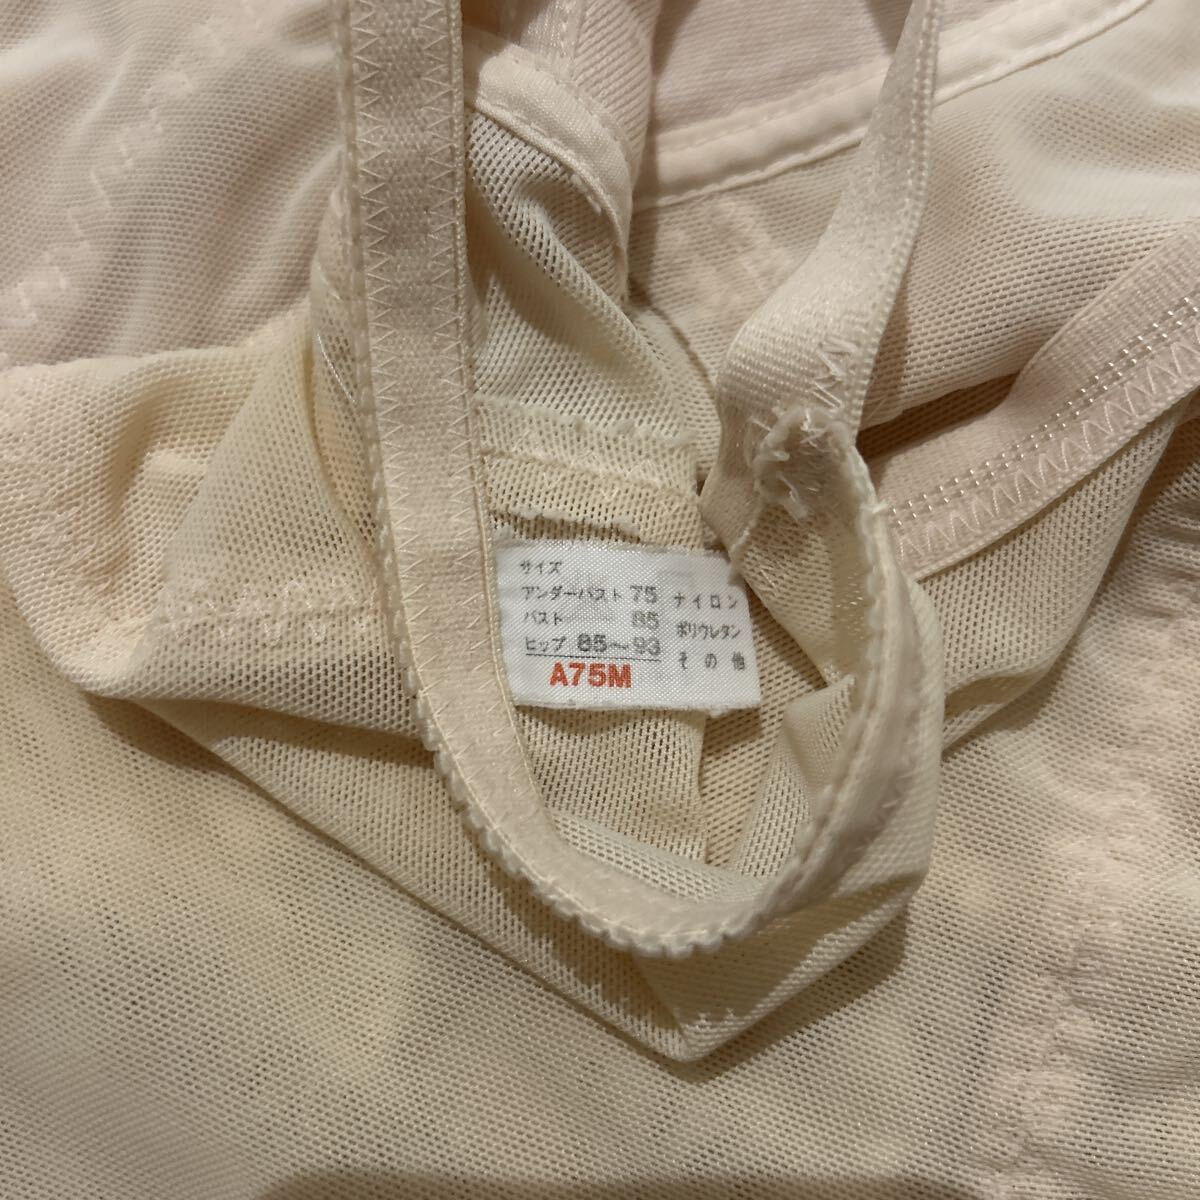 サイズ
アンダーバスト 75 ナイロン
バスト 85 ポリウレタン
ヒップ 85～93 その他
A75M